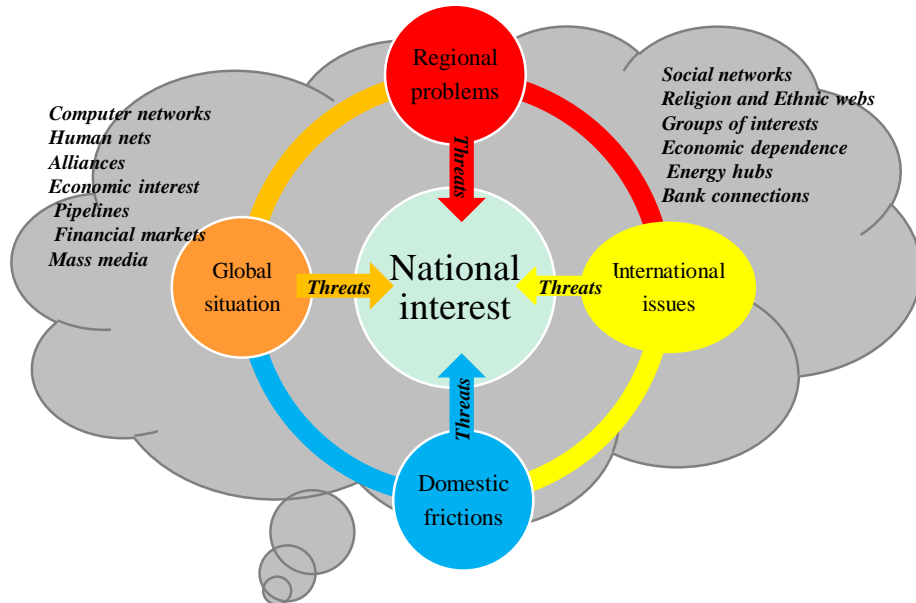 Regional
problems
Social networks
Religion and Ethnic webs
Groups of interests
Economic dependence
Energy hubs
Bank connections
Computer networks
Human nets
Alliances
Economic interest
Pipelines
Financial markets
Mass media
Threats
Global
situation
Threats
National
interest
Threats
International
issues
Threats
Domestic
frictions